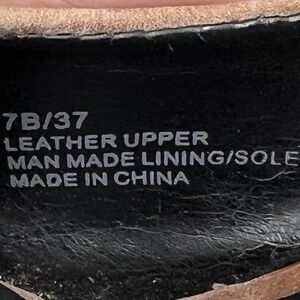 7B/37
LEATHER UPPER
MAN MADE LINING/SOLE
MADE IN CHINA